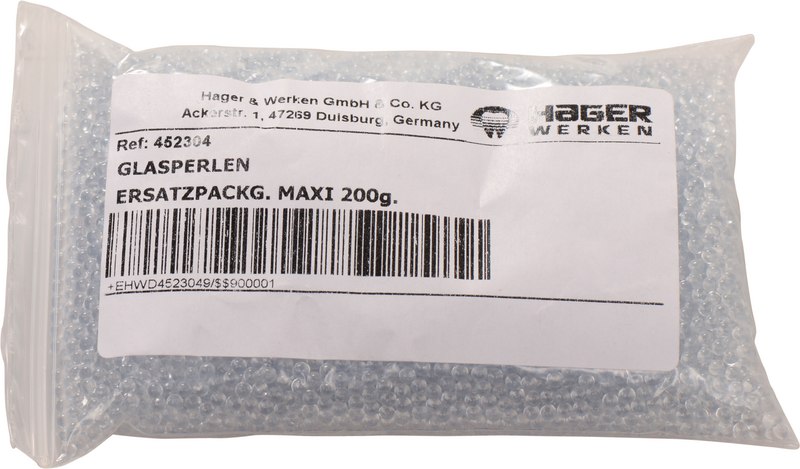 Hager & Werken GmbH & Co. KG
Ackerstr. 1, 47269 Duisburg, Germany
HAGER
WERKEN
Ref: 452304
GLASPERLEN
ERSATZPACKG. MAXI 200g.
+EHWD4523049/$$900001